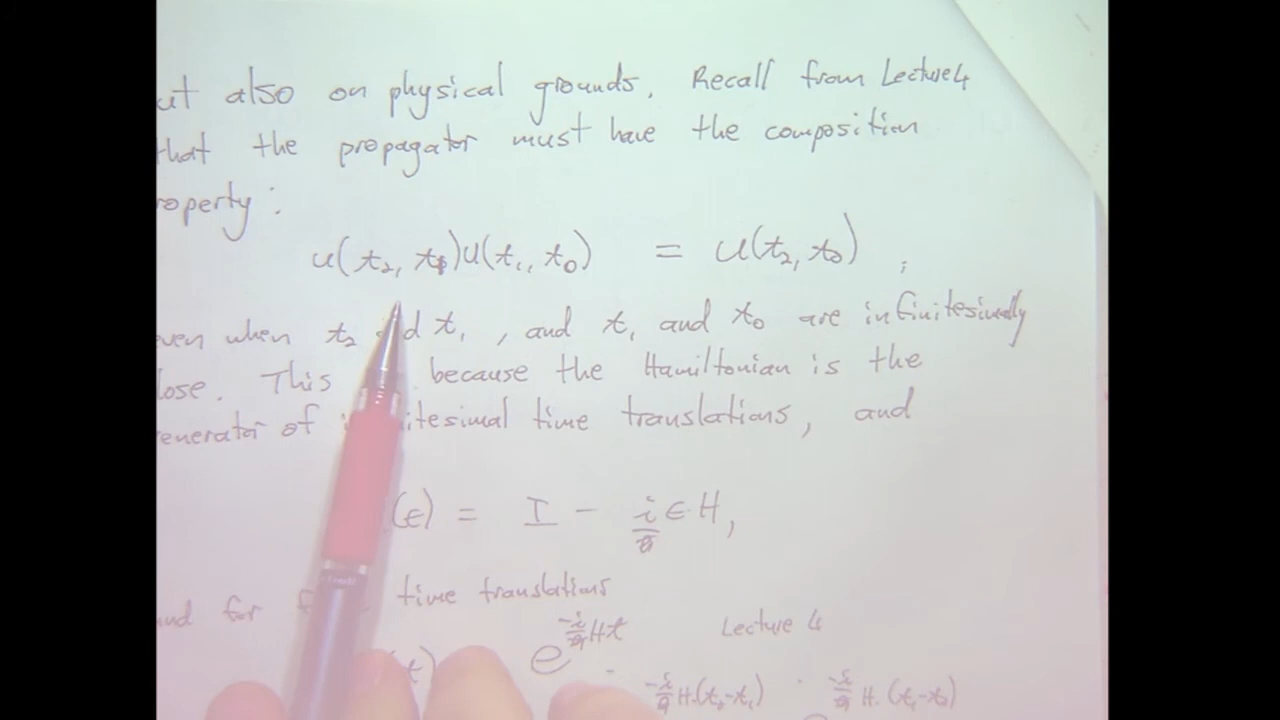 ut also on physical grounds. Recall from Lecture 4
that the propagator must have the composition
roperty:
U(t₂, t₁)U(t₁, t₀) = U(t₂, t₀) ;
ven when t₂ and t₁ , and t₁ and t₀ are infinitesimally
lose. This because the Hamiltonian is the
enerator of itesimal time translations, and
(ε) = I - i/ħ ε H,
and for f time translations
(t) e^{-i/ħ Ht} Lecture 4
-i/ħ H.(t₂-t₁) · -i/ħ H.(t₁-t₀)